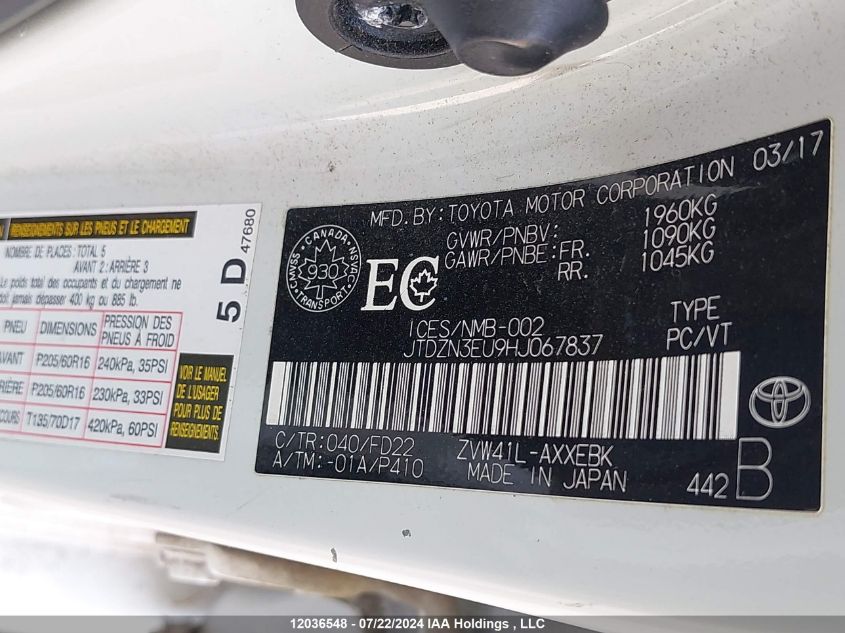 RENSEIGNEMENTS SUR LES PNEUS ET LE CHARGEMENT
NOMBRE DE PLACES: TOTAL 5
AVANT 2: ARRIÈRE 3
Le poids total des occupants et du chargement ne
doit jamais dépasser 400 kg ou 885 lb.
PNEU DIMENSIONS PRESSION DES PNEUS À FROID
AVANT P205/60R16 240kPa, 35PSI
P205/60R16 230kPa, 33PSI
T135/70D17 420kPa, 60PSI
VOIR LE MANUEL
DE L'USAGER
POUR PLUS DE
RENSEIGNEMENTS.
5 D 47680
MFD. BY: TOYOTA MOTOR CORPORATION 03/17
GVWR/PNBV: 1960KG
GAWR/PNBE: FR. 1090KG
RR. 1045KG
CANADA
CMVSS NSVAC
930
TRANSPORT
EC
ICES/NMB-002
JTDZN3EU9HJ067837
TYPE
PC/VT
C/TR: 040/FD22 ZVW41L-AXXEBK
A/TM: -01A/P410 MADE IN JAPAN
442 B
12036548 - 07/22/2024 IAA Holdings , LLC